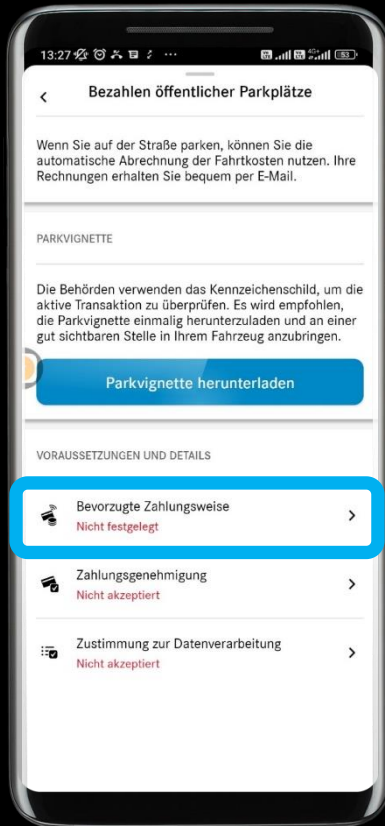 13:27
53
Bezahlen öffentlicher Parkplätze
Wenn Sie auf der Straße parken, können Sie die
automatische Abrechnung der Fahrtkosten nutzen. Ihre
Rechnungen erhalten Sie bequem per E-Mail.
PARKVIGNETTE
Die Behörden verwenden das Kennzeichenschild, um die
aktive Transaktion zu überprüfen. Es wird empfohlen,
die Parkvignette einmalig herunterzuladen und an einer
gut sichtbaren Stelle in Ihrem Fahrzeug anzubringen.
Parkvignette herunterladen
VORAUSSETZUNGEN UND DETAILS
Bevorzugte Zahlungsweise
Nicht festgelegt
Zahlungsgenehmigung
Nicht akzeptiert
Zustimmung zur Datenverarbeitung
Nicht akzeptiert